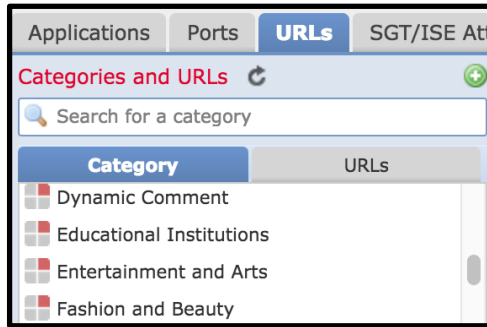 Applications Ports URLs SGT/ISE Att
Categories and URLs
Search for a category
Category URLs
Dynamic Comment
Educational Institutions
Entertainment and Arts
Fashion and Beauty